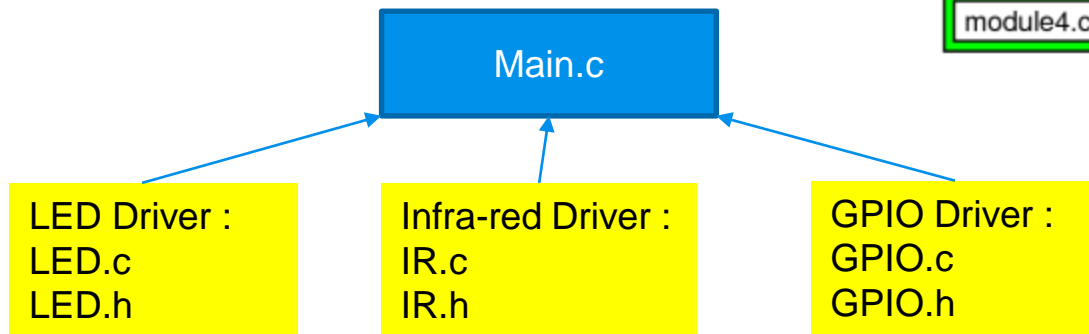 module4.c
Main.c
LED Driver :
LED.c
LED.h
Infra-red Driver :
IR.c
IR.h
GPIO Driver :
GPIO.c
GPIO.h